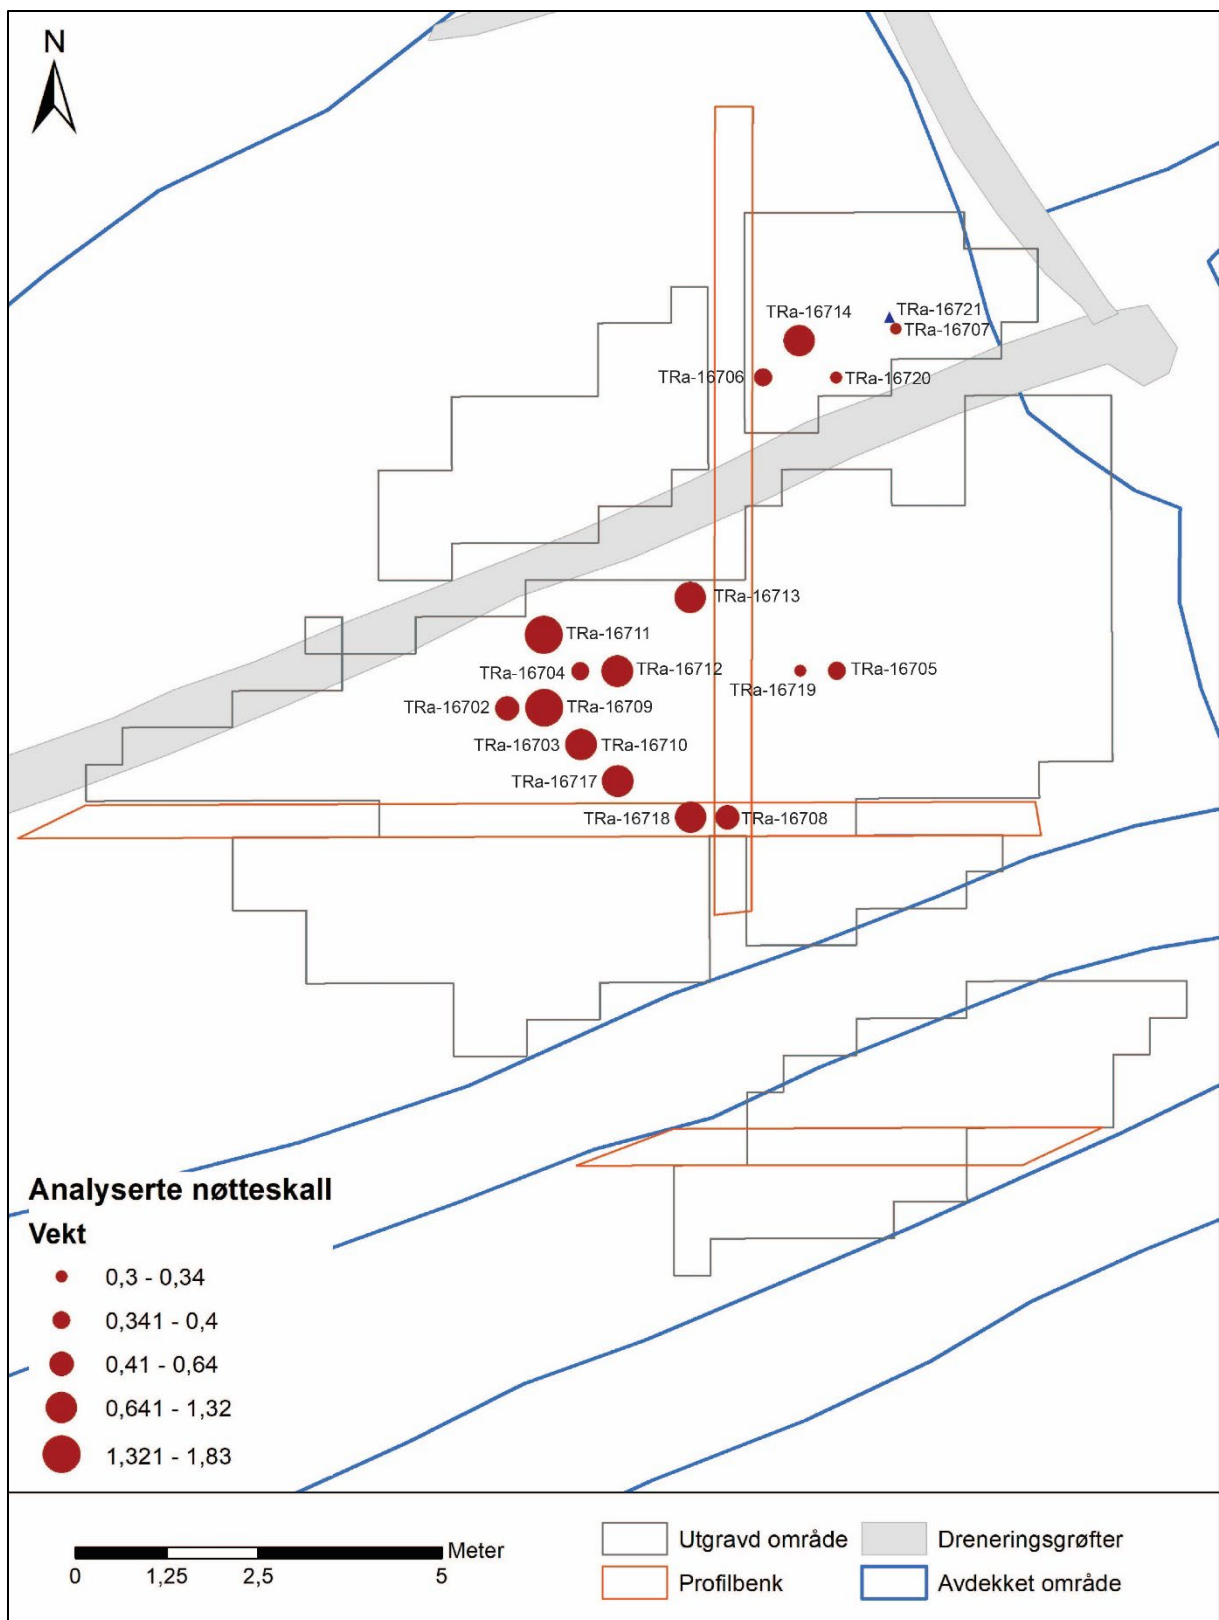 N
TRa-16714
TRa-16721
TRa-16707
TRa-16706
TRa-16720
TRa-16713
TRa-16711
TRa-16704
TRa-16712
TRa-16719
TRa-16705
TRa-16702
TRa-16709
TRa-16703
TRa-16710
TRa-16717
TRa-16718
TRa-16708
Analyserte nøtteskall
Vekt
0,3 - 0,34
0,341 - 0,4
0,41 - 0,64
0,641 - 1,32
1,321 - 1,83
Meter
0 1,25 2,5 5
Utgravd område
Dreneringsgrøfter
Profilbenk
Avdekket område